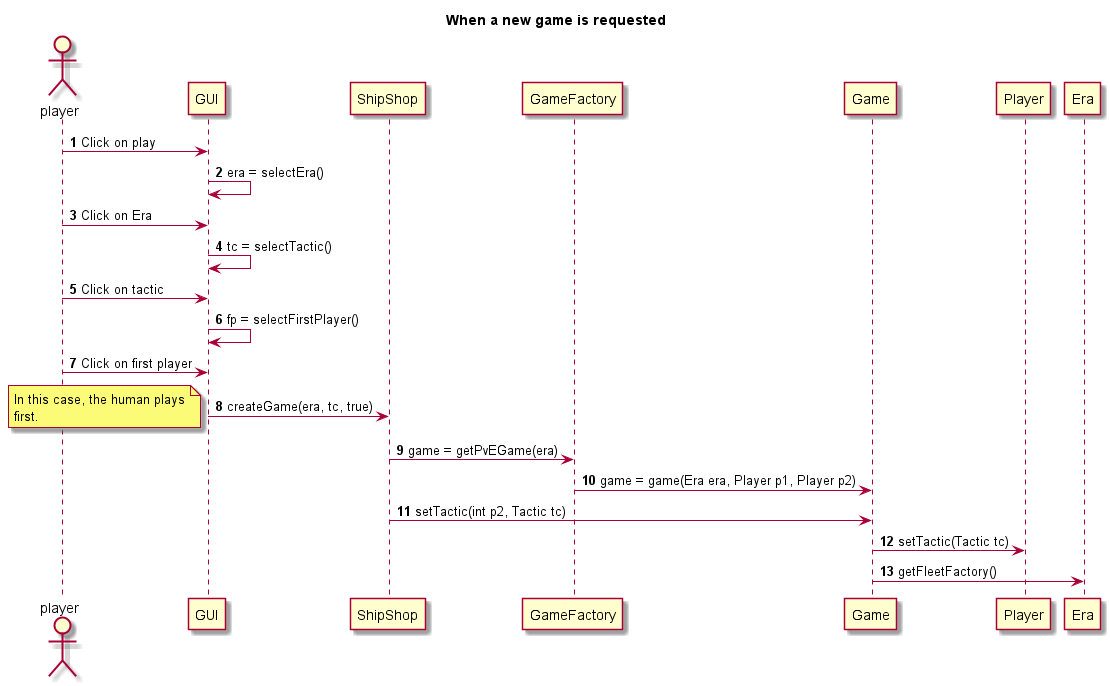 When a new game is requested
player
GUI
ShipShop
GameFactory
Game
Player
Era
1 Click on play
2 era = selectEra()
3 Click on Era
4 tc = selectTactic()
5 Click on tactic
6 fp = selectFirstPlayer()
7 Click on first player
In this case, the human plays
first.
8 createGame(era, tc, true)
9 game = getPvEGame(era)
10 game = game(Era era, Player p1, Player p2)
11 setTactic(int p2, Tactic tc)
12 setTactic(Tactic tc)
13 getFleetFactory()
player
GUI
ShipShop
GameFactory
Game
Player
Era